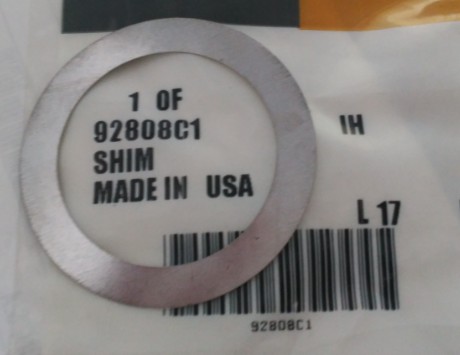 1 OF
92808C1
IH
SHIM
MADE IN USA
L 17
92808C1